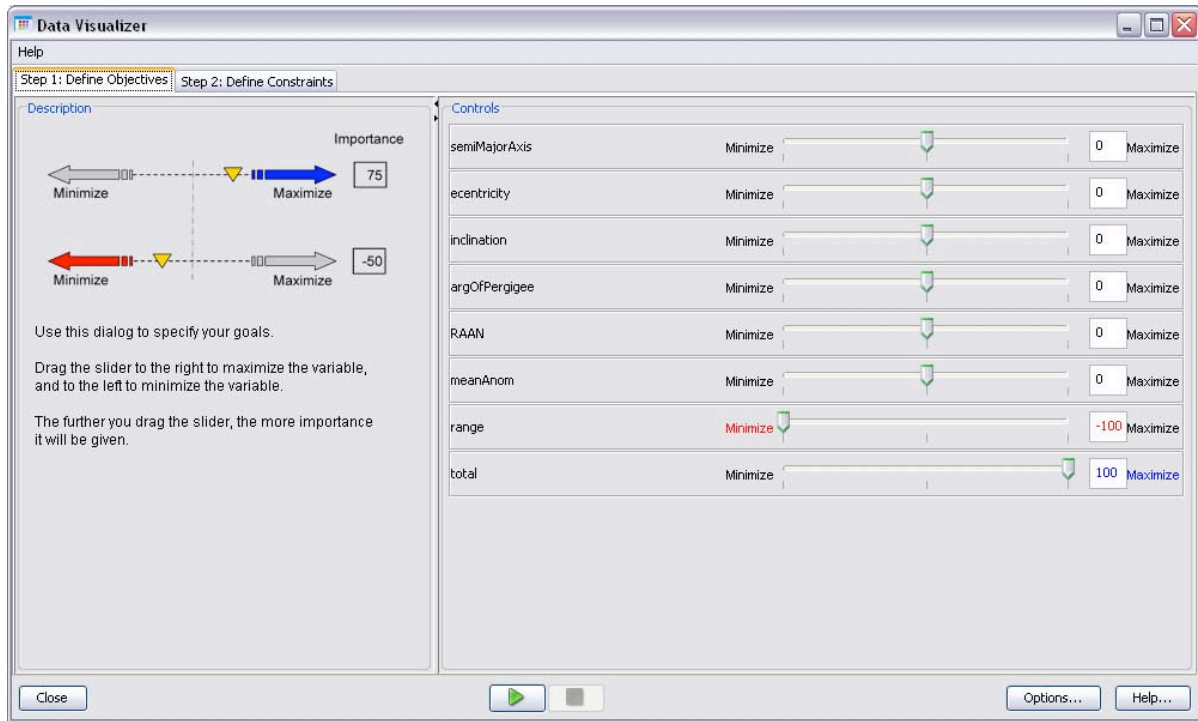 Data Visualizer
Help
Step 1: Define Objectives Step 2: Define Constraints
Description
Importance
75
Minimize Maximize
-50
Minimize Maximize
Use this dialog to specify your goals.
Drag the slider to the right to maximize the variable,
and to the left to minimize the variable.
The further you drag the slider, the more importance
it will be given.
Controls
semiMajorAxis Minimize 0 Maximize
ecentricity Minimize 0 Maximize
inclination Minimize 0 Maximize
argOfPergigee Minimize 0 Maximize
RAAN Minimize 0 Maximize
meanAnom Minimize 0 Maximize
range Minimize -100 Maximize
total Minimize 100 Maximize
Close Options... Help...